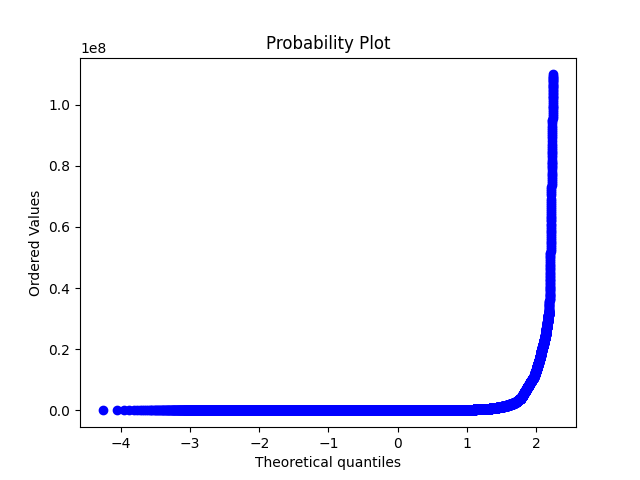 Probability Plot
1e8
1.0
0.8
0.6
0.4
0.2
0.0
Ordered Values
−4 −3 −2 −1 0 1 2
Theoretical quantiles